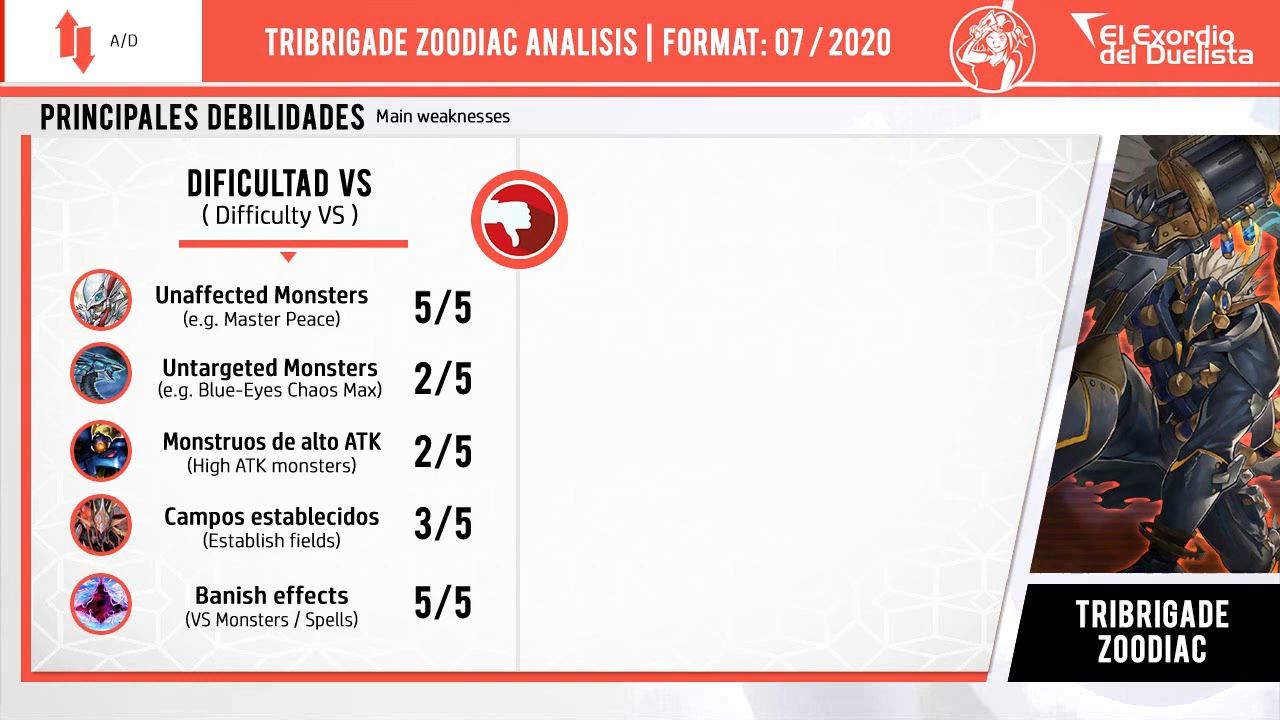 A/D
TRIBRIGADE ZOODIAC ANALISIS | FORMAT: 07 / 2020
El Exordio
del Duelista
PRINCIPALES DEBILIDADES Main weaknesses
DIFICULTAD VS
( Difficulty VS )
Unaffected Monsters
(e.g. Master Peace)
5/5
Untargeted Monsters
(e.g. Blue-Eyes Chaos Max)
2/5
Monstruos de alto ATK
(High ATK monsters)
2/5
Campos establecidos
(Establish fields)
3/5
Banish effects
(VS Monsters / Spells)
5/5
TRIBRIGADE
ZOODIAC